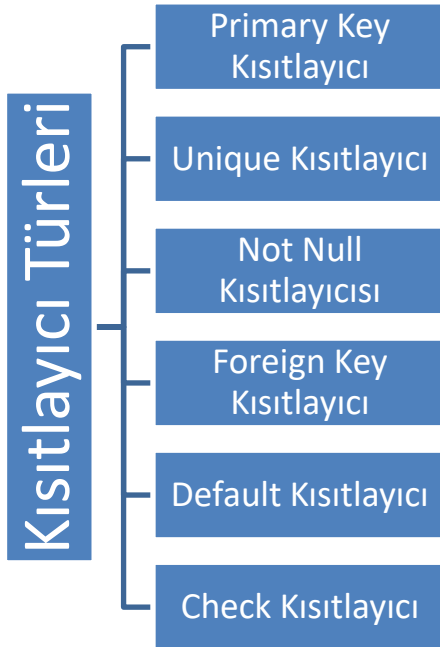 Kısıtlayıcı Türleri
Primary Key
Kısıtlayıcı
Unique Kısıtlayıcı
Not Null
Kısıtlayıcısı
Foreign Key
Kısıtlayıcı
Default Kısıtlayıcı
Check Kısıtlayıcı